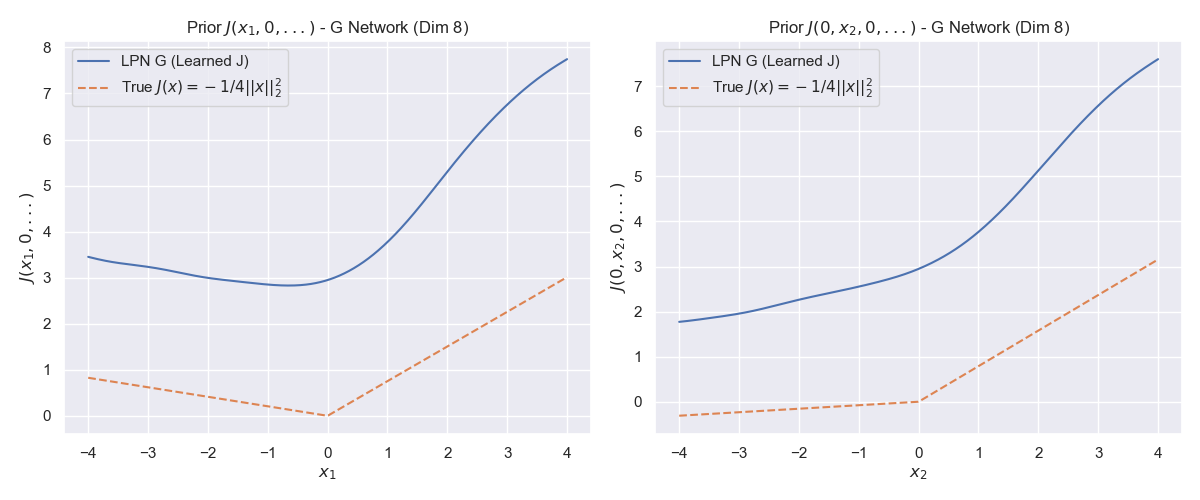 Prior J(x₁, 0, ...) - G Network (Dim 8)
LPN G (Learned J)
True J(x) = − 1/4||x||₂²
8
7
6
5
4
3
2
1
0
J(x₁, 0, ...)
−4 −3 −2 −1 0 1 2 3 4
x₁
Prior J(0, x₂, 0, ...) - G Network (Dim 8)
LPN G (Learned J)
True J(x) = − 1/4||x||₂²
7
6
5
4
3
2
1
0
J(0, x₂, 0, ...)
−4 −3 −2 −1 0 1 2 3 4
x₂